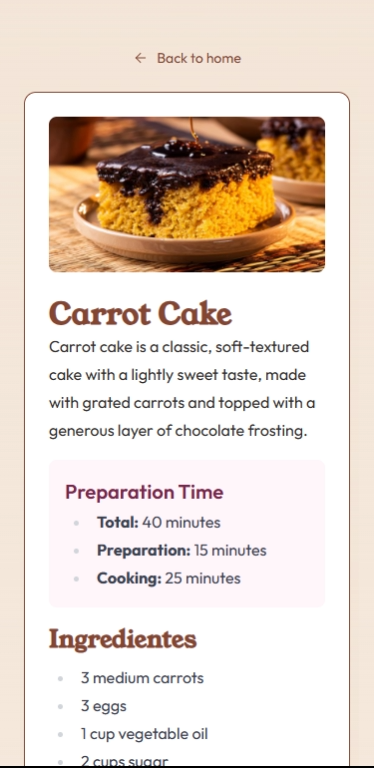 Back to home
Carrot Cake
Carrot cake is a classic, soft-textured
cake with a lightly sweet taste, made
with grated carrots and topped with a
generous layer of chocolate frosting.
Preparation Time
Total: 40 minutes
Preparation: 15 minutes
Cooking: 25 minutes
Ingredientes
3 medium carrots
3 eggs
1 cup vegetable oil
2 cups sugar